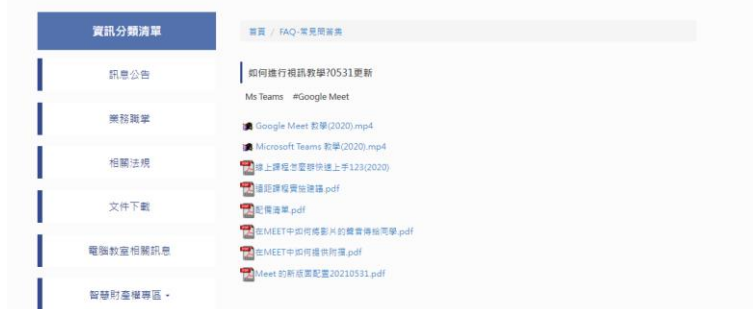 資訊分類清單
訊息公告
業務職掌
相關法規
文件下載
電腦教室相關訊息
智慧財產權專區
首頁 / FAQ-常見問答集
如何進行視訊教學?0531更新
Ms Teams #Google Meet
Google Meet 教學(2020).mp4
Microsoft Teams 教學(2020).mp4
線上課程怎麼辦快速上手123(2020)
遠距課程實施建議.pdf
配備清單.pdf
在MEET中如何將影片的聲音傳給同學.pdf
在MEET中如何提供附檔.pdf
Meet 的新版面配置20210531.pdf